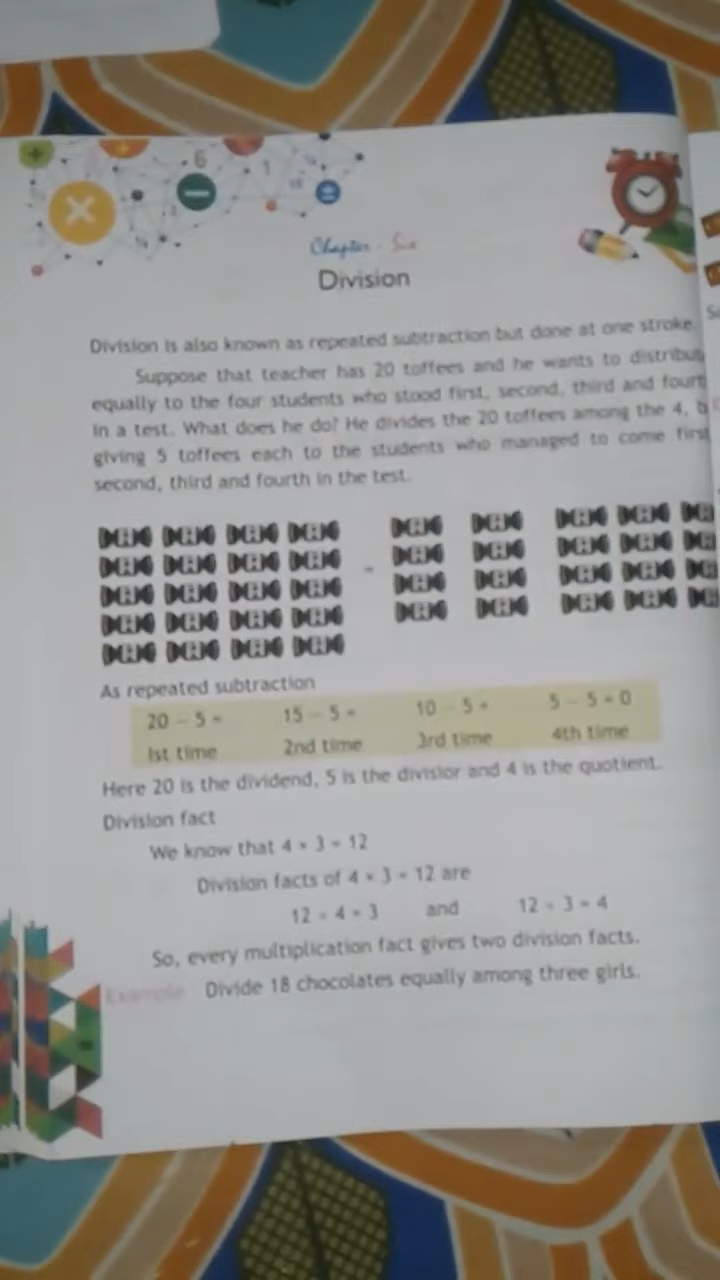 6
1
Chapter - Six
Division
Division is also known as repeated subtraction but done at one stroke.
Suppose that teacher has 20 toffees and he wants to distribu
equally to the four students who stood first, second, third and fourt
in a test. What does he do? He divides the 20 toffees among the 4, b
giving 5 toffees each to the students who managed to come first
second, third and fourth in the test.
As repeated subtraction
20 - 5 = 15 - 5 = 10 - 5 = 5 - 5 = 0
Ist time 2nd time 3rd time 4th time
Here 20 is the dividend, 5 is the divisior and 4 is the quotient.
Division fact
We know that 4 × 3 = 12
Division facts of 4 × 3 = 12 are
12 ÷ 4 = 3 and 12 ÷ 3 = 4
So, every multiplication fact gives two division facts.
Example Divide 18 chocolates equally among three girls.